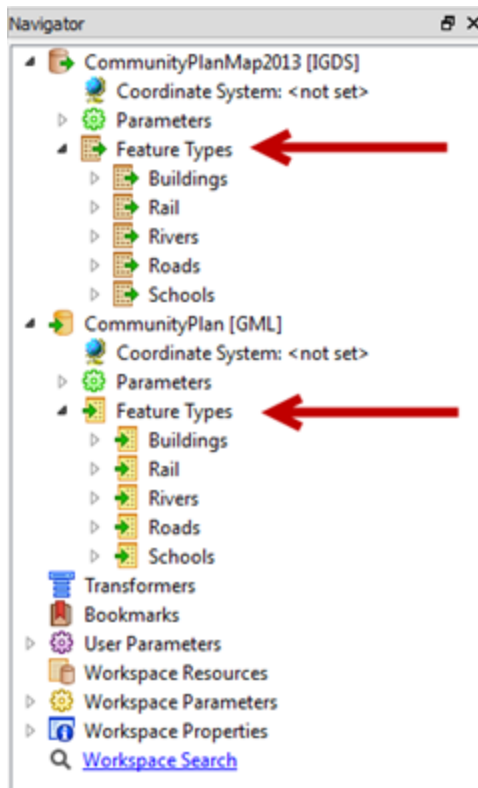 Navigator
CommunityPlanMap2013 [IGDS]
Coordinate System: <not set>
Parameters
Feature Types
Buildings
Rail
Rivers
Roads
Schools
CommunityPlan [GML]
Coordinate System: <not set>
Parameters
Feature Types
Buildings
Rail
Rivers
Roads
Schools
Transformers
Bookmarks
User Parameters
Workspace Resources
Workspace Parameters
Workspace Properties
Workspace Search